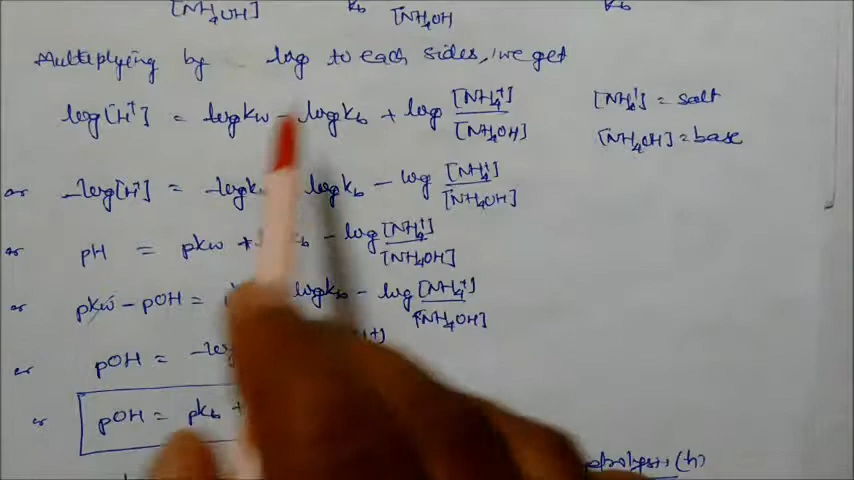 [NH4OH] Kb [NH4OH Kb
Multiplying by log to each sides, we get
log[H+] = logKw - logKb + log [NH4+] / [NH4OH] [NH4+] = salt
[NH4OH] = base
or -log[H+] = -logK logKb - log [NH4+] / [NH4OH]
or pH = pKw + b - log [NH4+] / [NH4OH]
or pKw - pOH = logKb - log [NH4+] / [NH4OH]
or pOH = -log
or pOH = pKb +
(h)